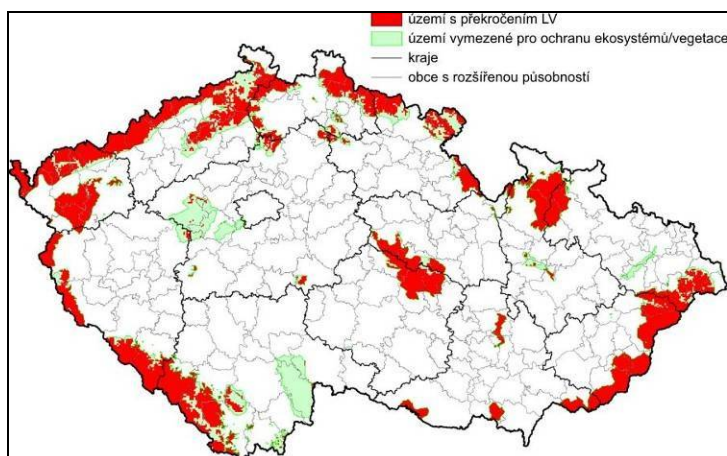 území s překročením LV
území vymezené pro ochranu ekosystémů/vegetace
kraje
obce s rozšířenou působností